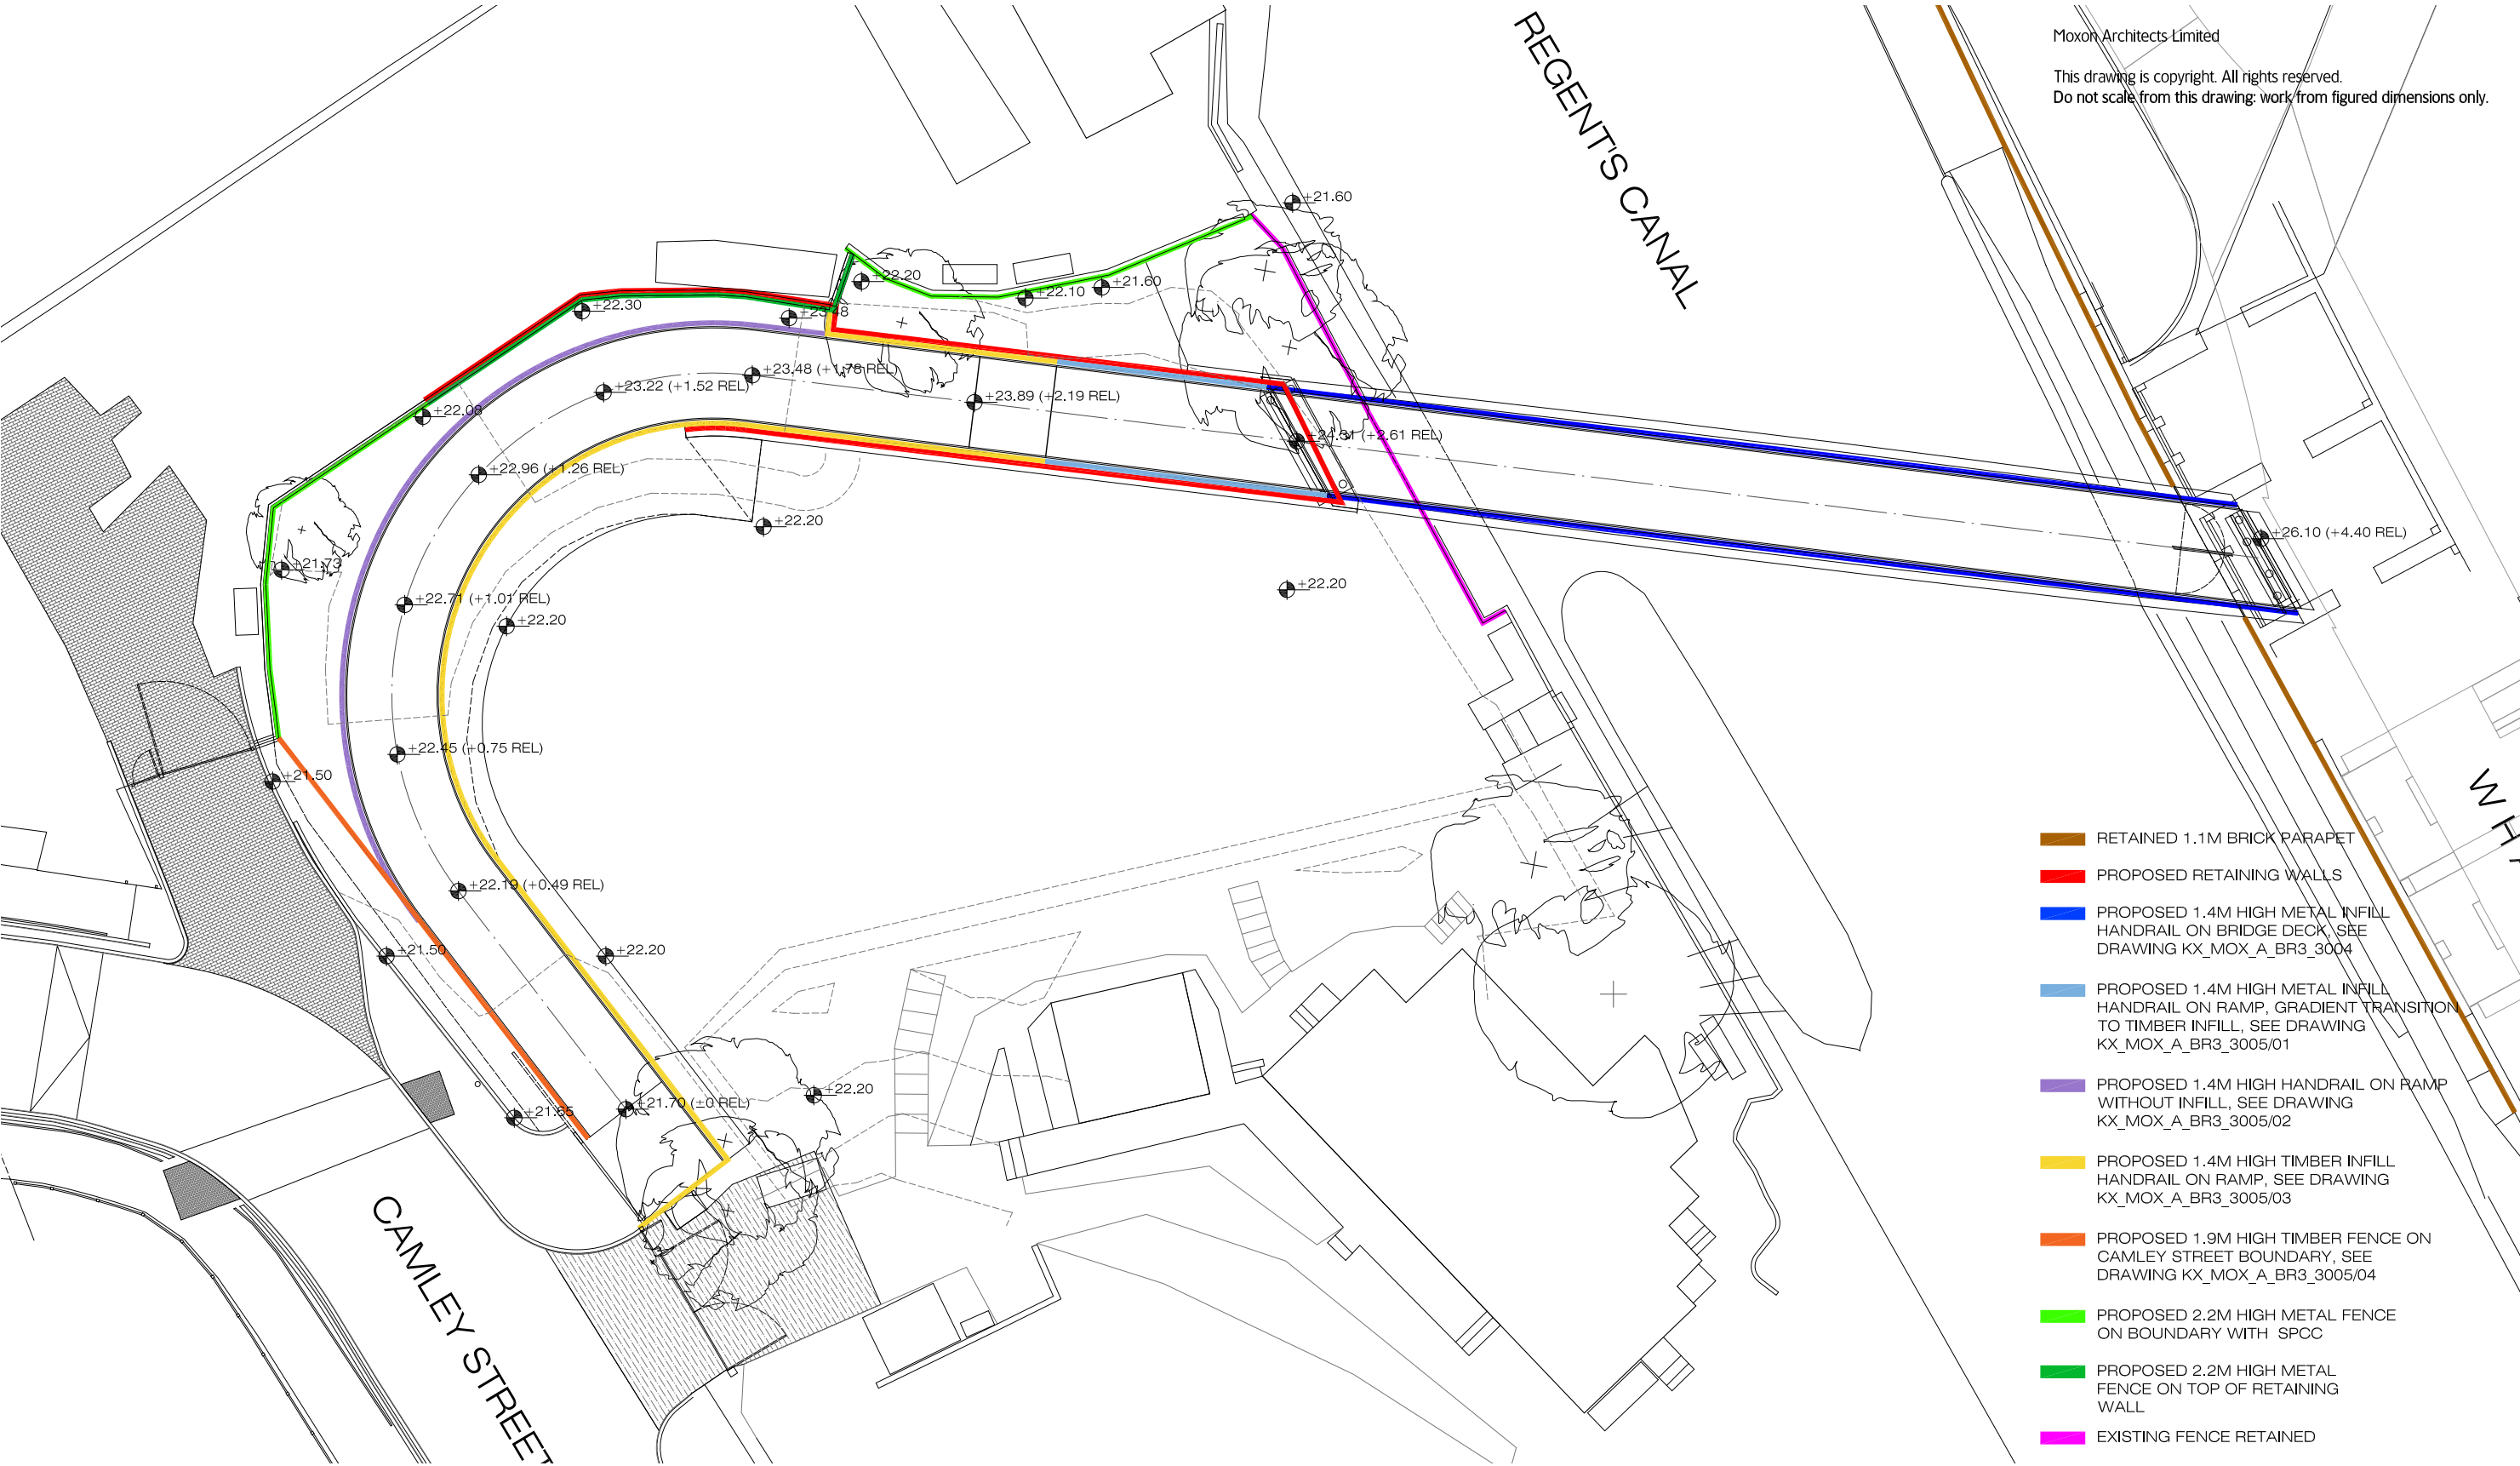 Moxon Architects Limited
This drawing is copyright. All rights reserved.
Do not scale from this drawing: work from figured dimensions only.
REGENT'S CANAL
+21.60
+22.20
+22.10
+21.60
+22.30
+23.48
+23.48 (+1.78 REL)
+23.22 (+1.52 REL)
+23.89 (+2.19 REL)
+22.08
+24.31 (+2.61 REL)
+22.96 (+1.26 REL)
+22.20
+26.10 (+4.40 REL)
+21.73
+22.20
+22.71 (+1.01 REL)
+22.20
+22.45 (+0.75 REL)
+21.50
+22.19 (+0.49 REL)
+21.50
+22.20
+22.20
+21.65
+21.70 (±0 REL)
CAMLEY STREET
RETAINED 1.1M BRICK PARAPET
PROPOSED RETAINING WALLS
PROPOSED 1.4M HIGH METAL INFILL
HANDRAIL ON BRIDGE DECK, SEE
DRAWING KX_MOX_A_BR3_3004
PROPOSED 1.4M HIGH METAL INFILL
HANDRAIL ON RAMP, GRADIENT TRANSITION
TO TIMBER INFILL, SEE DRAWING
KX_MOX_A_BR3_3005/01
PROPOSED 1.4M HIGH HANDRAIL ON RAMP
WITHOUT INFILL, SEE DRAWING
KX_MOX_A_BR3_3005/02
PROPOSED 1.4M HIGH TIMBER INFILL
HANDRAIL ON RAMP, SEE DRAWING
KX_MOX_A_BR3_3005/03
PROPOSED 1.9M HIGH TIMBER FENCE ON
CAMLEY STREET BOUNDARY, SEE
DRAWING KX_MOX_A_BR3_3005/04
PROPOSED 2.2M HIGH METAL FENCE
ON BOUNDARY WITH SPCC
PROPOSED 2.2M HIGH METAL
FENCE ON TOP OF RETAINING
WALL
EXISTING FENCE RETAINED